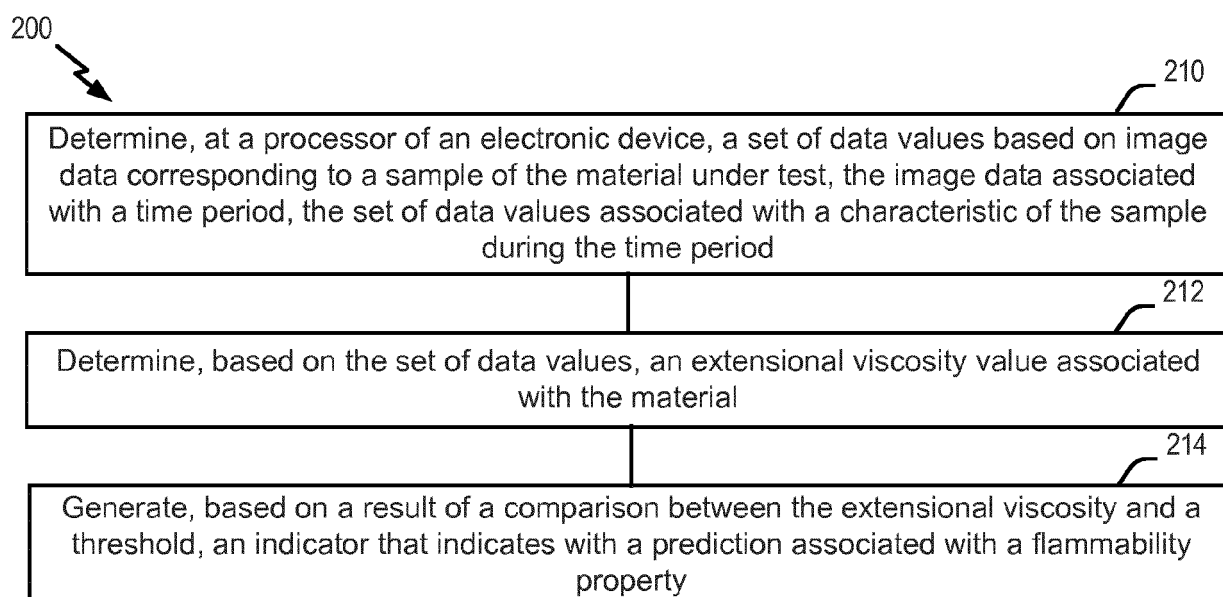 200
210
Determine, at a processor of an electronic device, a set of data values based on image
data corresponding to a sample of the material under test, the image data associated
with a time period, the set of data values associated with a characteristic of the sample
during the time period
212
Determine, based on the set of data values, an extensional viscosity value associated
with the material
214
Generate, based on a result of a comparison between the extensional viscosity and a
threshold, an indicator that indicates with a prediction associated with a flammability
property